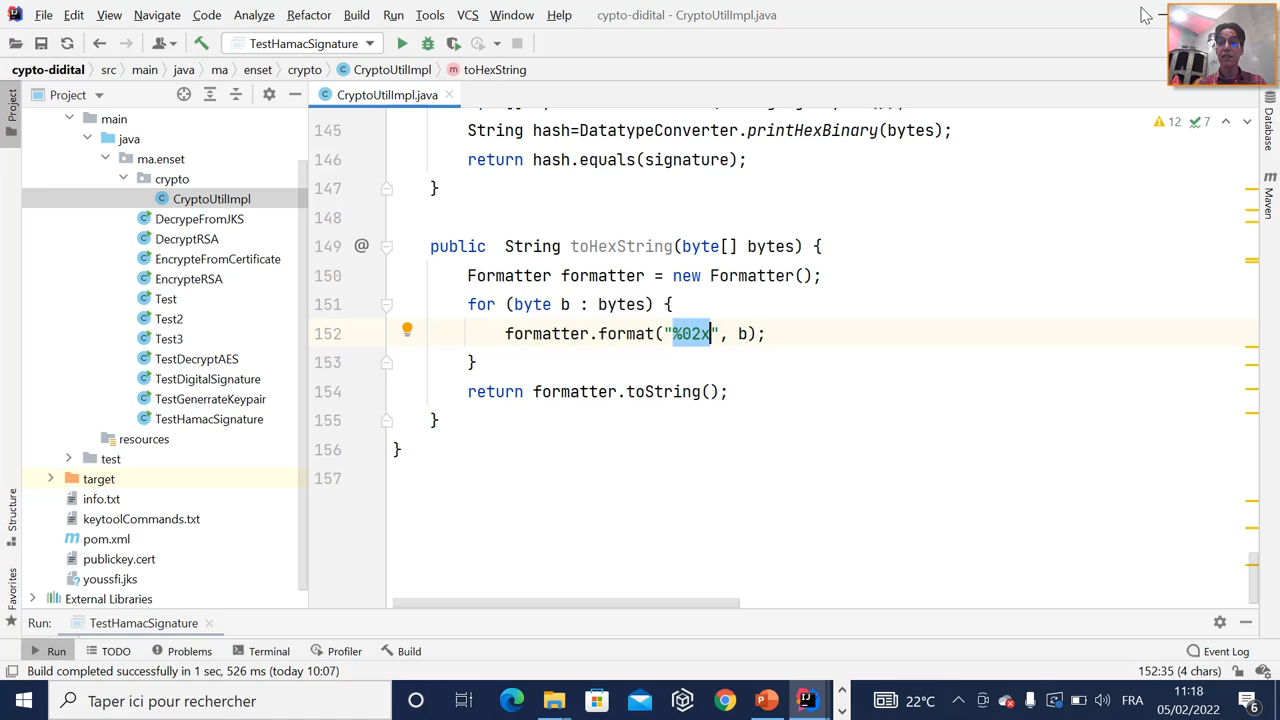 File Edit View Navigate Code Analyze Refactor Build Run Tools VCS Window Help cypto-didital - CryptoUtilImpl.java
TestHamacSignature
cypto-didital src main java ma enset crypto CryptoUtilImpl toHexString
Project
Project
CryptoUtilImpl.java
main
java
ma.enset
crypto
CryptoUtilImpl
DecrypeFromJKS
DecryptRSA
EncrypteFromCertificate
EncrypteRSA
Test
Test2
Test3
TestDecryptAES
TestDigitalSignature
TestGenerrateKeypair
TestHamacSignature
resources
test
target
info.txt
keytoolCommands.txt
pom.xml
publickey.cert
youssfi.jks
External Libraries
12 7
145 String hash=DatatypeConverter.printHexBinary(bytes);
146 return hash.equals(signature);
147 }
148
149 @ public String toHexString(byte[] bytes) {
150 Formatter formatter = new Formatter();
151 for (byte b : bytes) {
152 formatter.format("%02x", b);
153 }
154 return formatter.toString();
155 }
156 }
157
Database
Maven
Structure
Favorites
Run: TestHamacSignature
Run TODO Problems Terminal Profiler Build Event Log
Build completed successfully in 1 sec, 526 ms (today 10:07) 152:35 (4 chars)
Taper ici pour rechercher
22°C
FRA
11:18
05/02/2022
6